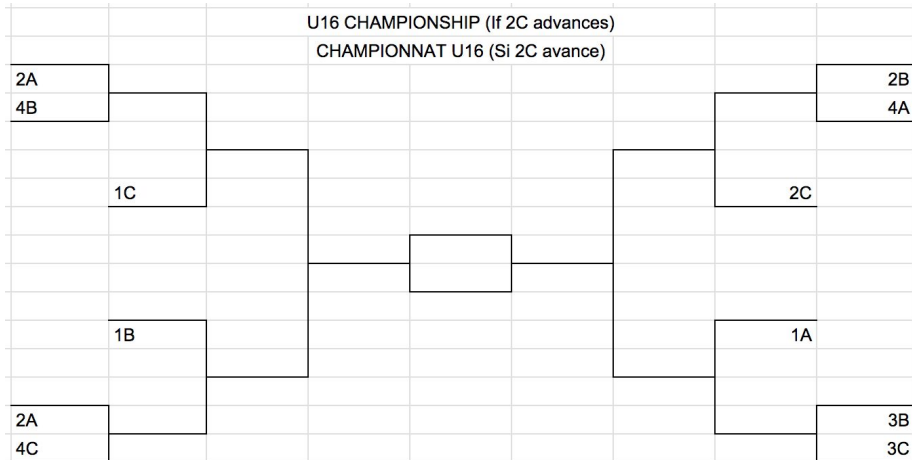 U16 CHAMPIONSHIP (If 2C advances)
CHAMPIONNAT U16 (Si 2C avance)
2A
2B
4B
4A
1C
2C
1B
1A
2A
3B
4C
3C